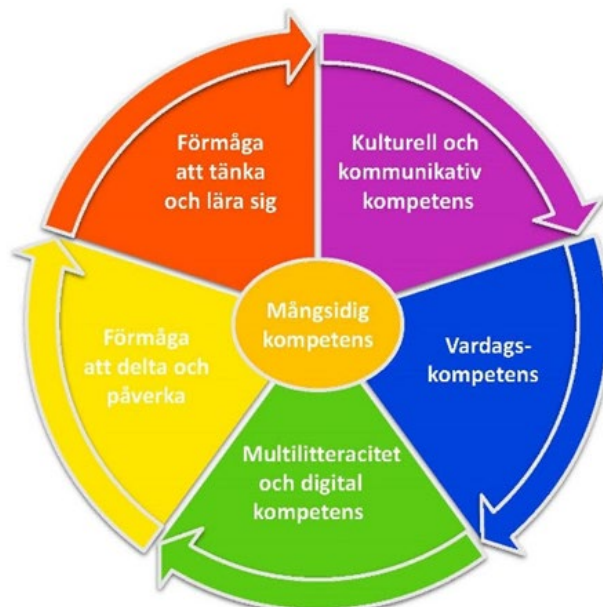 Förmåga
att tänka
och lära sig
Kulturell och
kommunikativ
kompetens
Mångsidig
kompetens
Vardags-
kompetens
Förmåga
att delta och
påverka
Multilitteracitet
och digital
kompetens